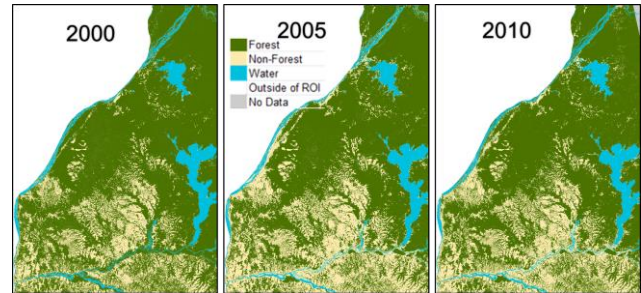 2000
2005
2010
Forest
Non-Forest
Water
Outside of ROI
No Data